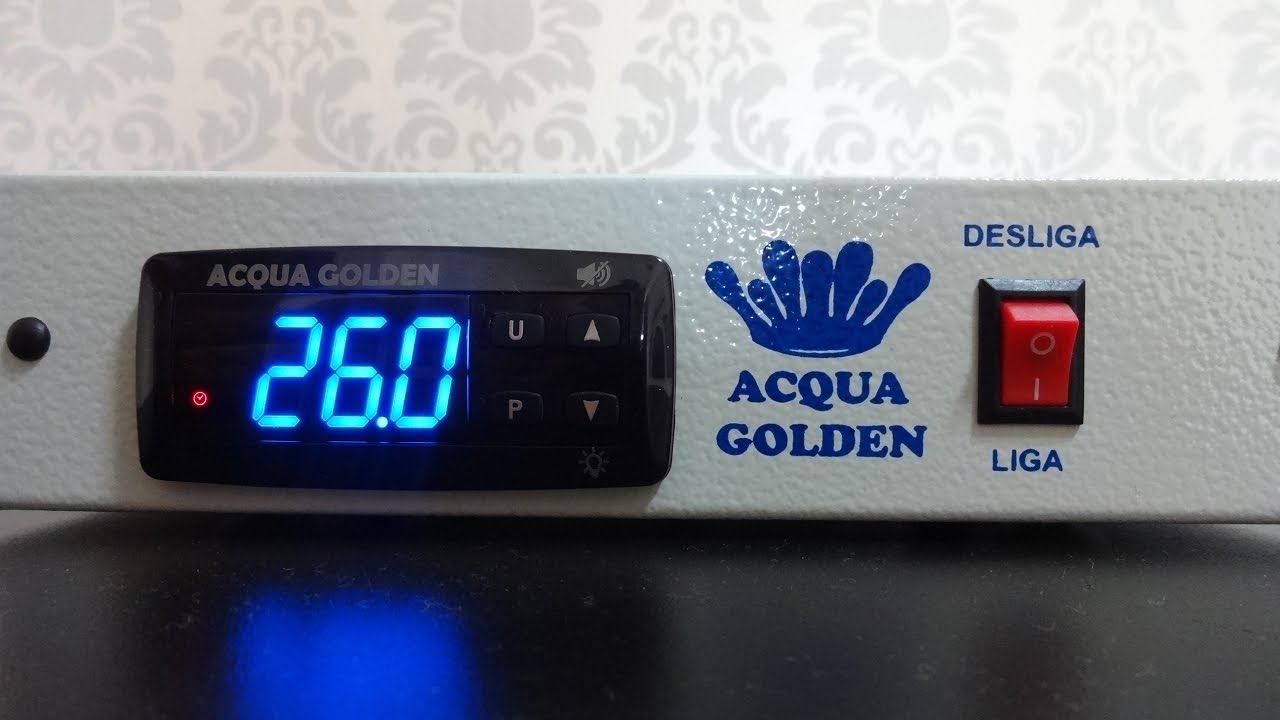 ACQUA GOLDEN
26.0
U
P
ACQUA
GOLDEN
DESLIGA
O
I
LIGA